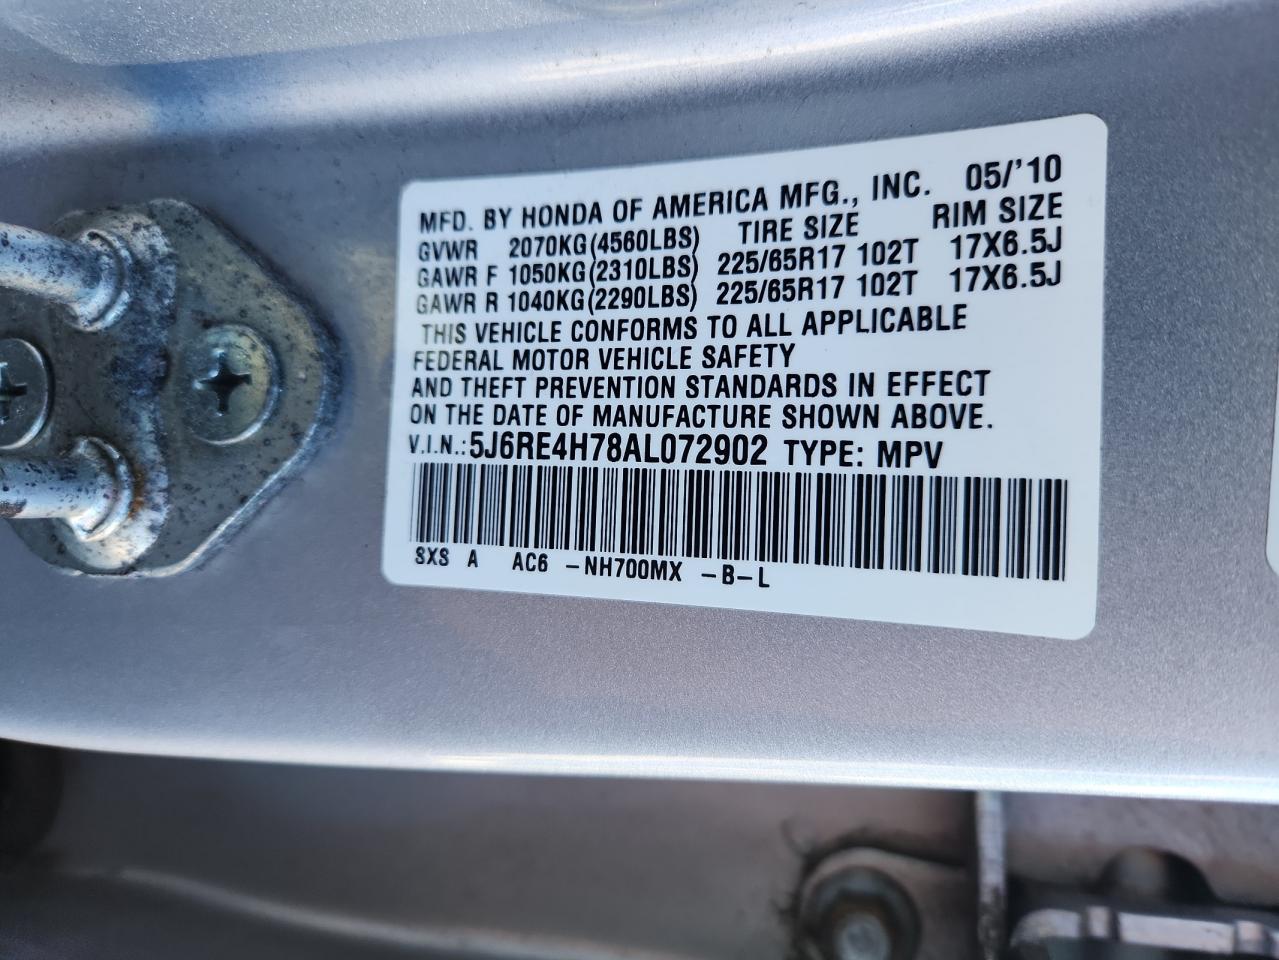 MFD. BY HONDA OF AMERICA MFG., INC. 05/'10
GVWR 2070KG(4560LBS) TIRE SIZE RIM SIZE
GAWR F 1050KG(2310LBS) 225/65R17 102T 17X6.5J
GAWR R 1040KG(2290LBS) 225/65R17 102T 17X6.5J
THIS VEHICLE CONFORMS TO ALL APPLICABLE
FEDERAL MOTOR VEHICLE SAFETY
AND THEFT PREVENTION STANDARDS IN EFFECT
ON THE DATE OF MANUFACTURE SHOWN ABOVE.
V.I.N.:5J6RE4H78AL072902 TYPE: MPV
SXS A AC6 -NH700MX -B-L